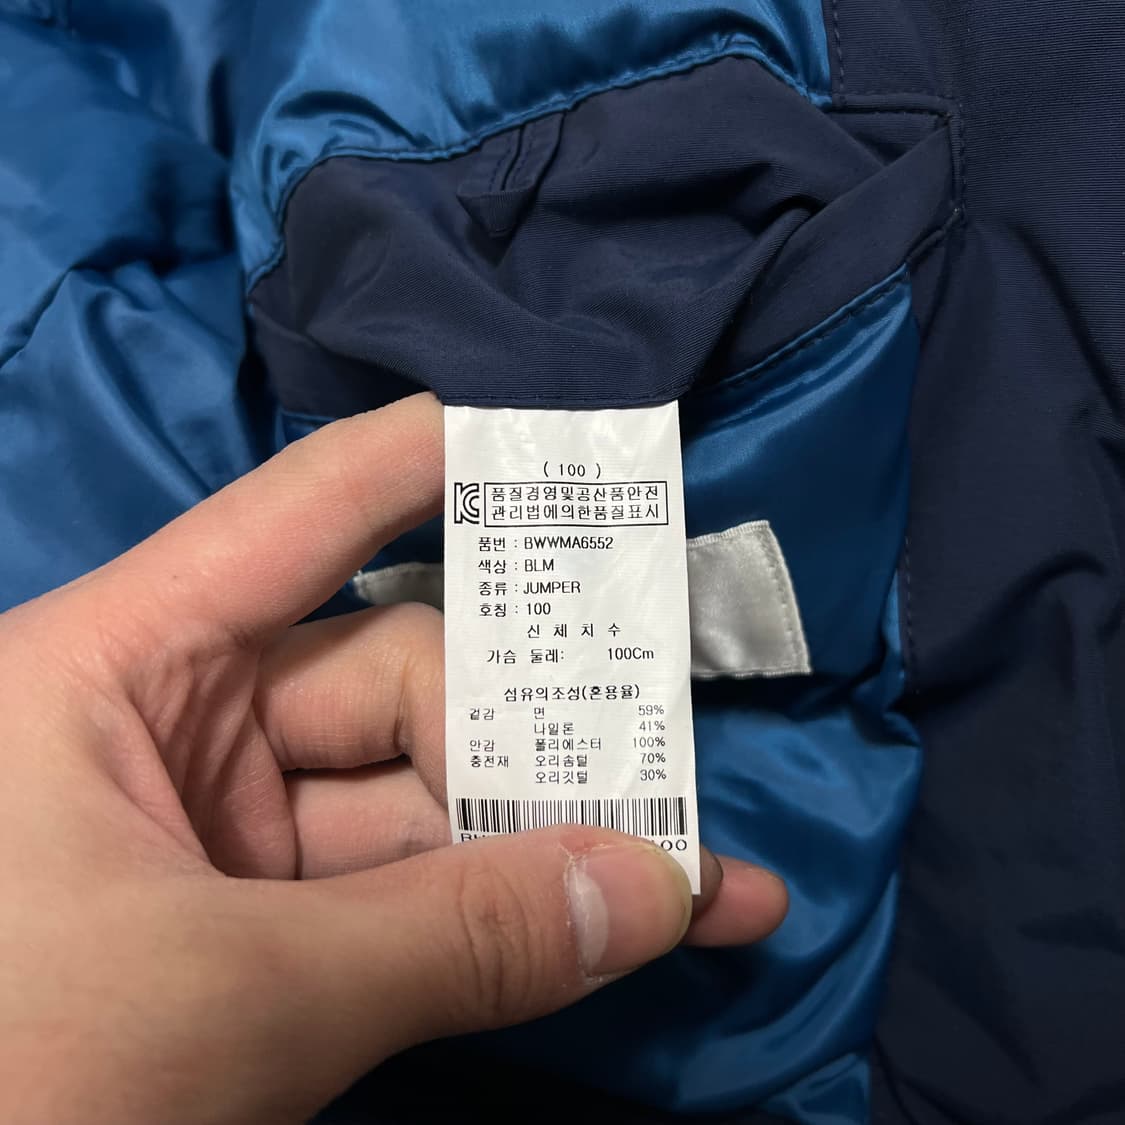 ( 100 )
품질경영및공산품안전
관리법에의한품질표시
품번 : BWWMA6552
색상 : BLM
종류 : JUMPER
호칭 : 100
신 체 치 수
가슴 둘레: 100Cm
섬유의조성(혼용율)
겉감 면 59%
나일론 41%
안감 폴리에스터 100%
충전재 오리솜털 70%
오리깃털 30%